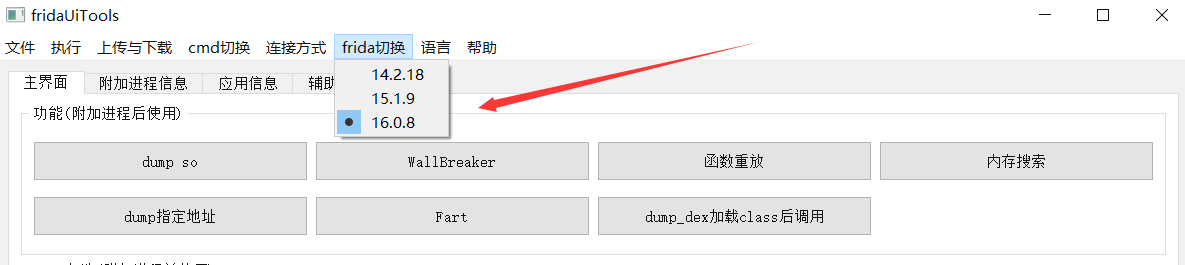 fridaUiTools
文件 执行 上传与下载 cmd切换 连接方式 frida切换 语言 帮助
14.2.18
15.1.9
16.0.8
主界面 附加进程信息 应用信息 辅助
功能(附加进程后使用)
dump so WallBreaker 函数重放 内存搜索
dump指定地址 Fart dump_dex加载class后调用